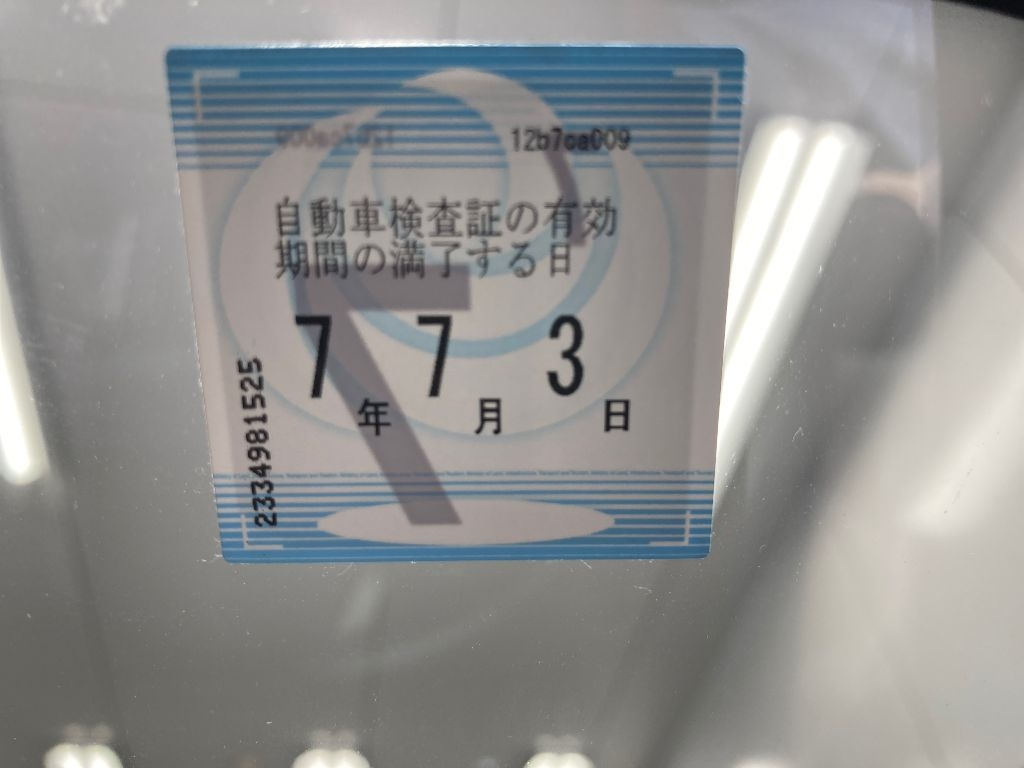 12b7ca009
自動車検査証の有効
期間の満了する日
7年7月3日
2334981525